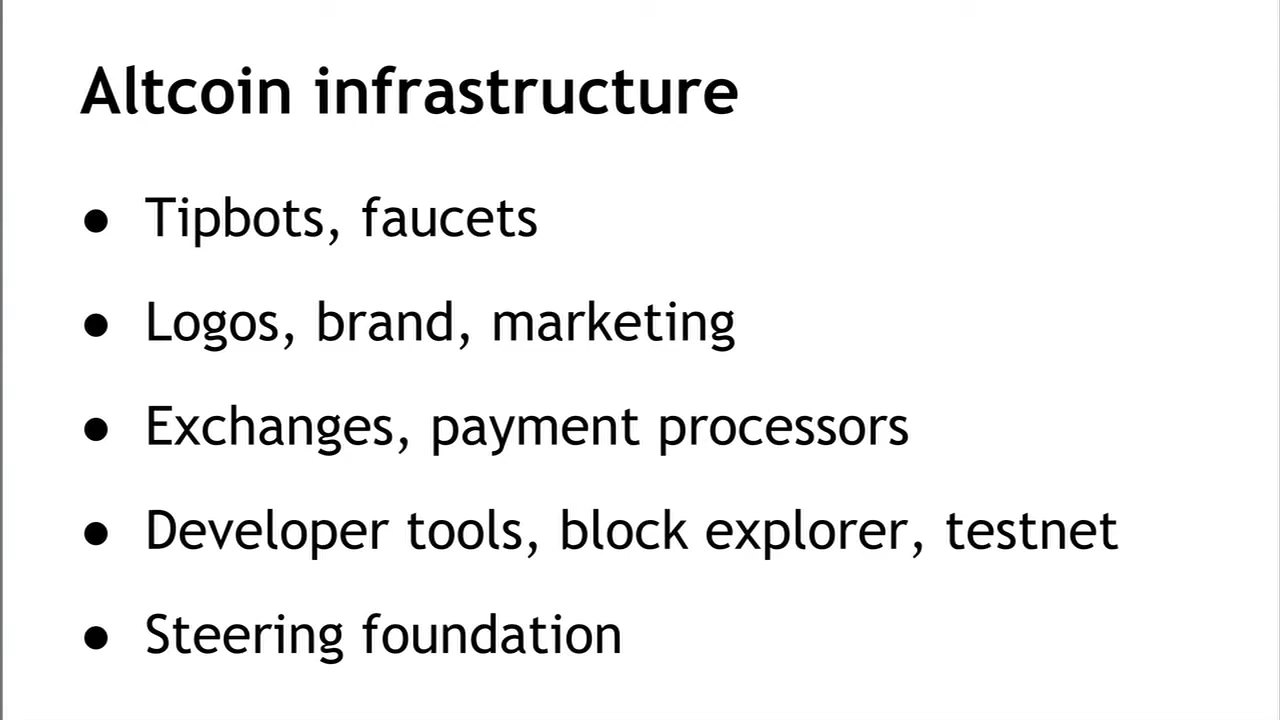 Altcoin infrastructure
● Tipbots, faucets
● Logos, brand, marketing
● Exchanges, payment processors
● Developer tools, block explorer, testnet
● Steering foundation